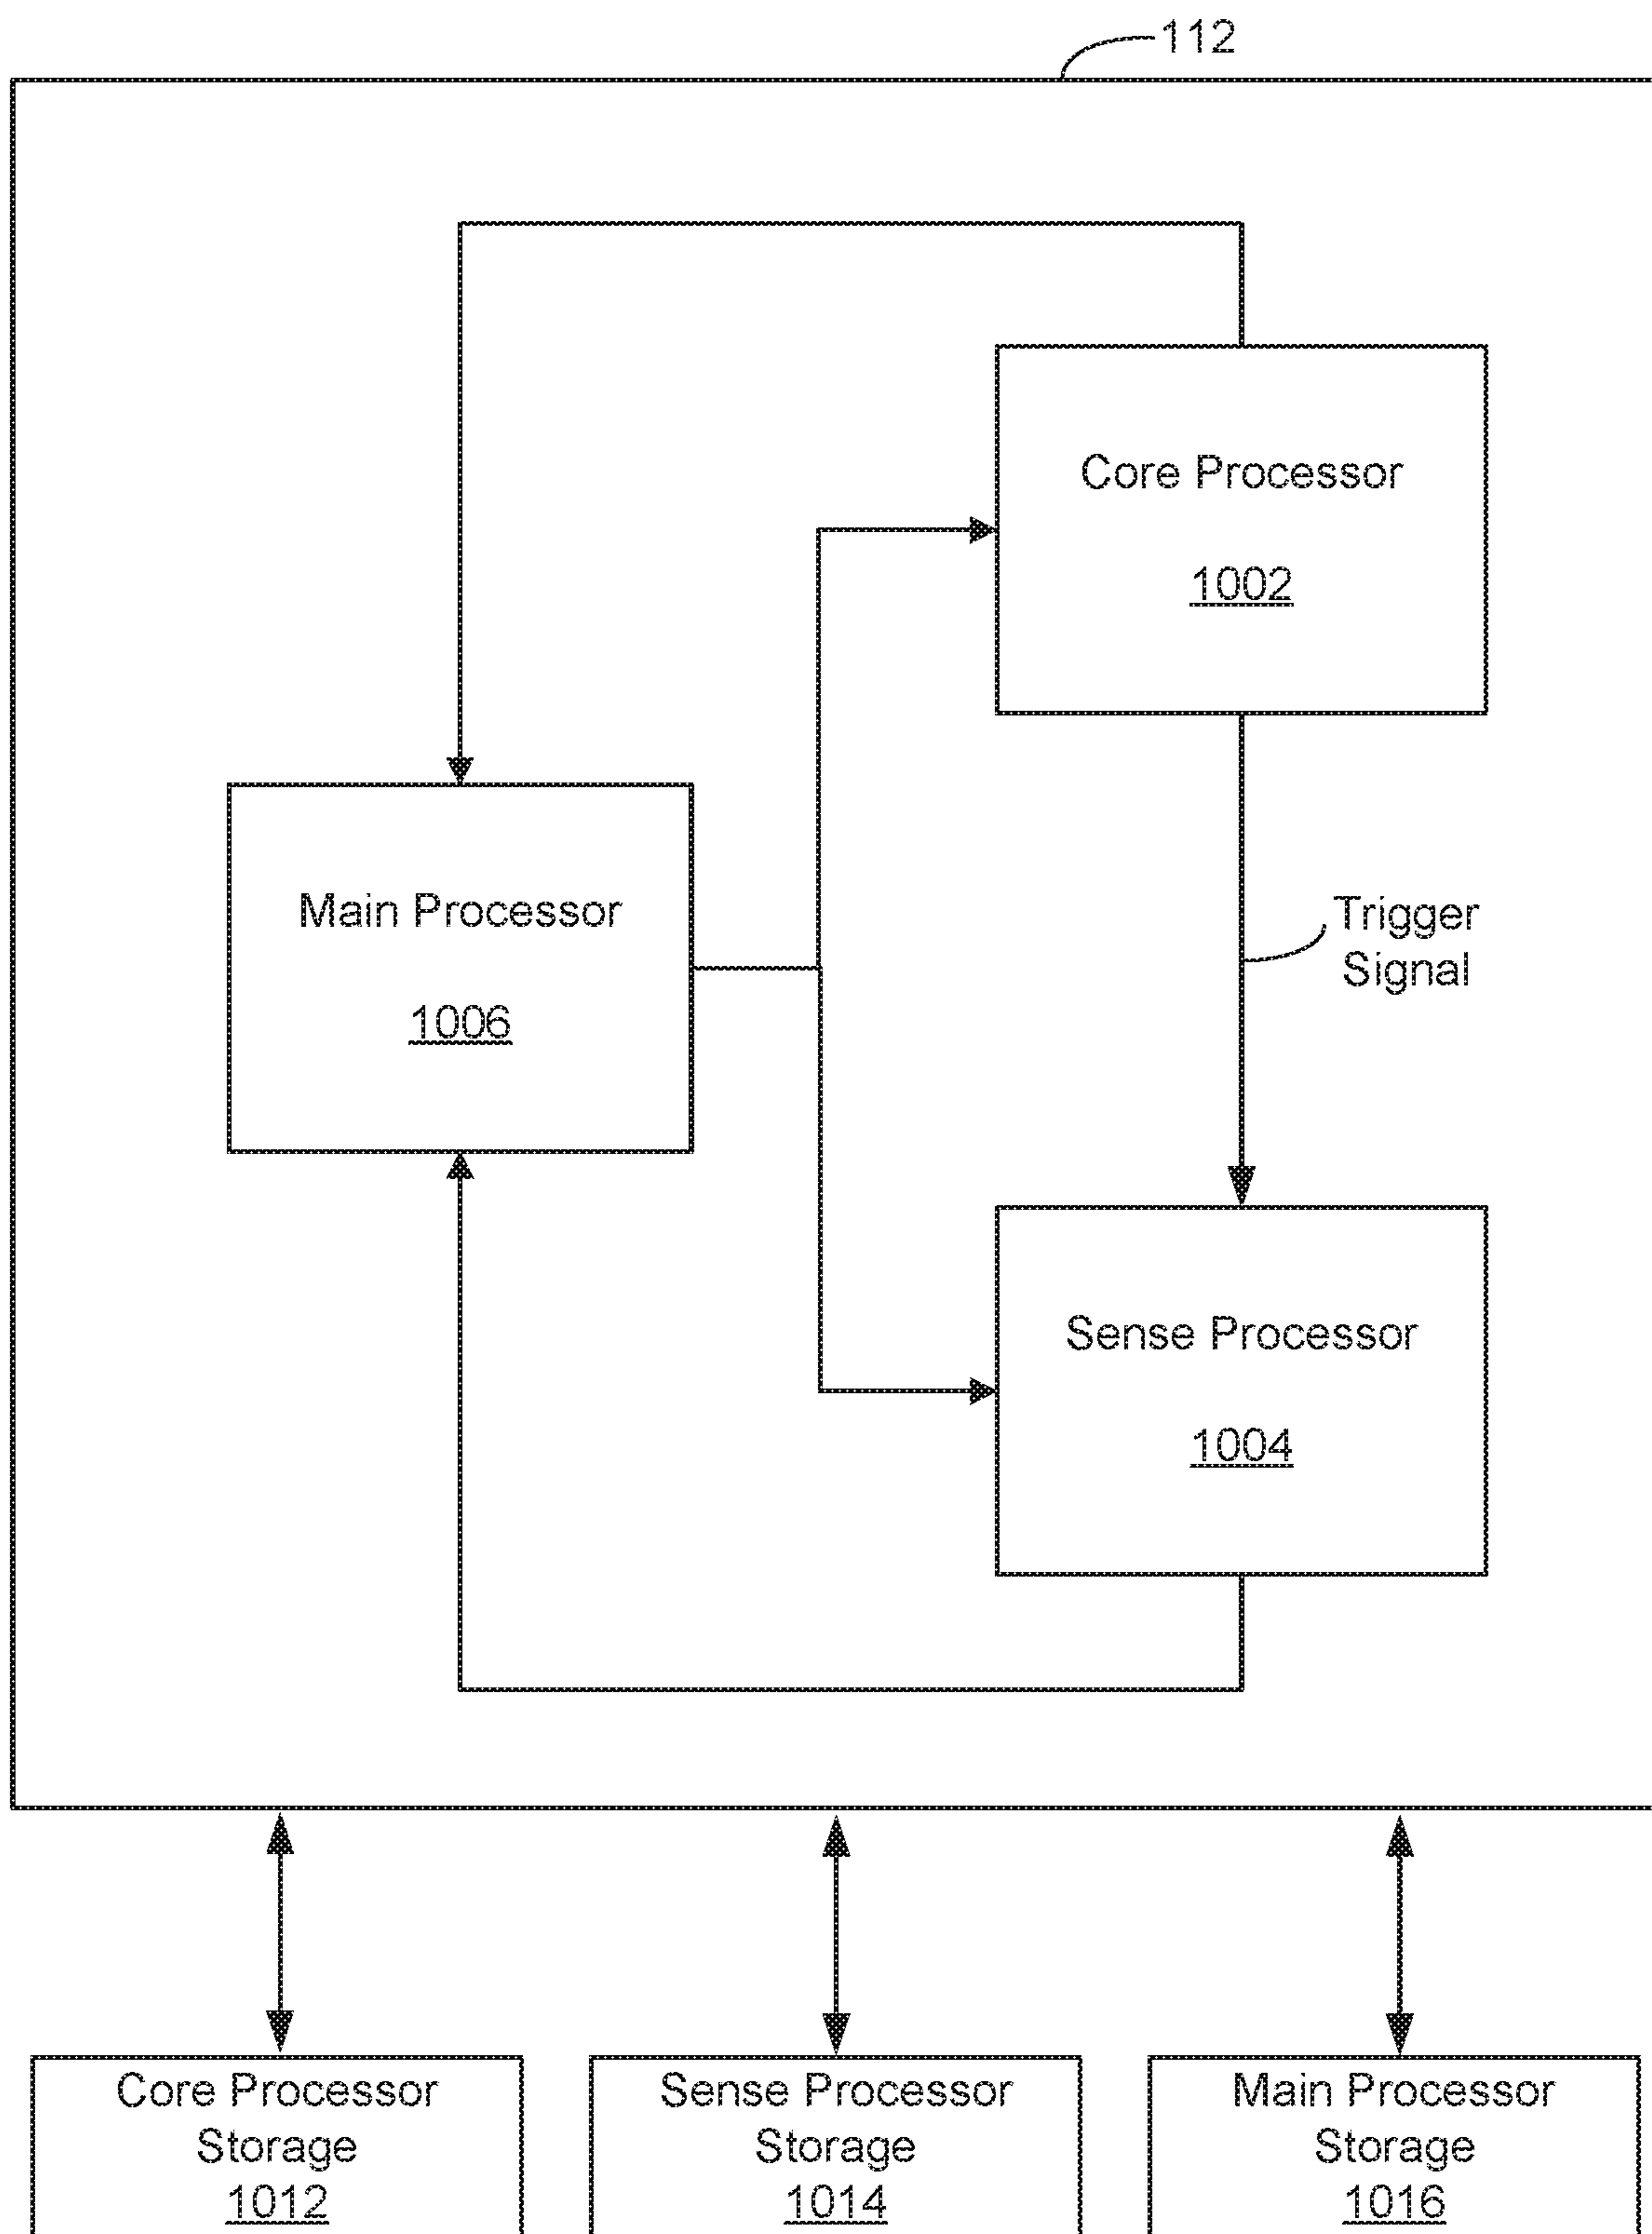 112
Core Processor
1002
Main Processor
1006
Trigger
Signal
Sense Processor
1004
Core Processor
Storage
1012
Sense Processor
Storage
1014
Main Processor
Storage
1016